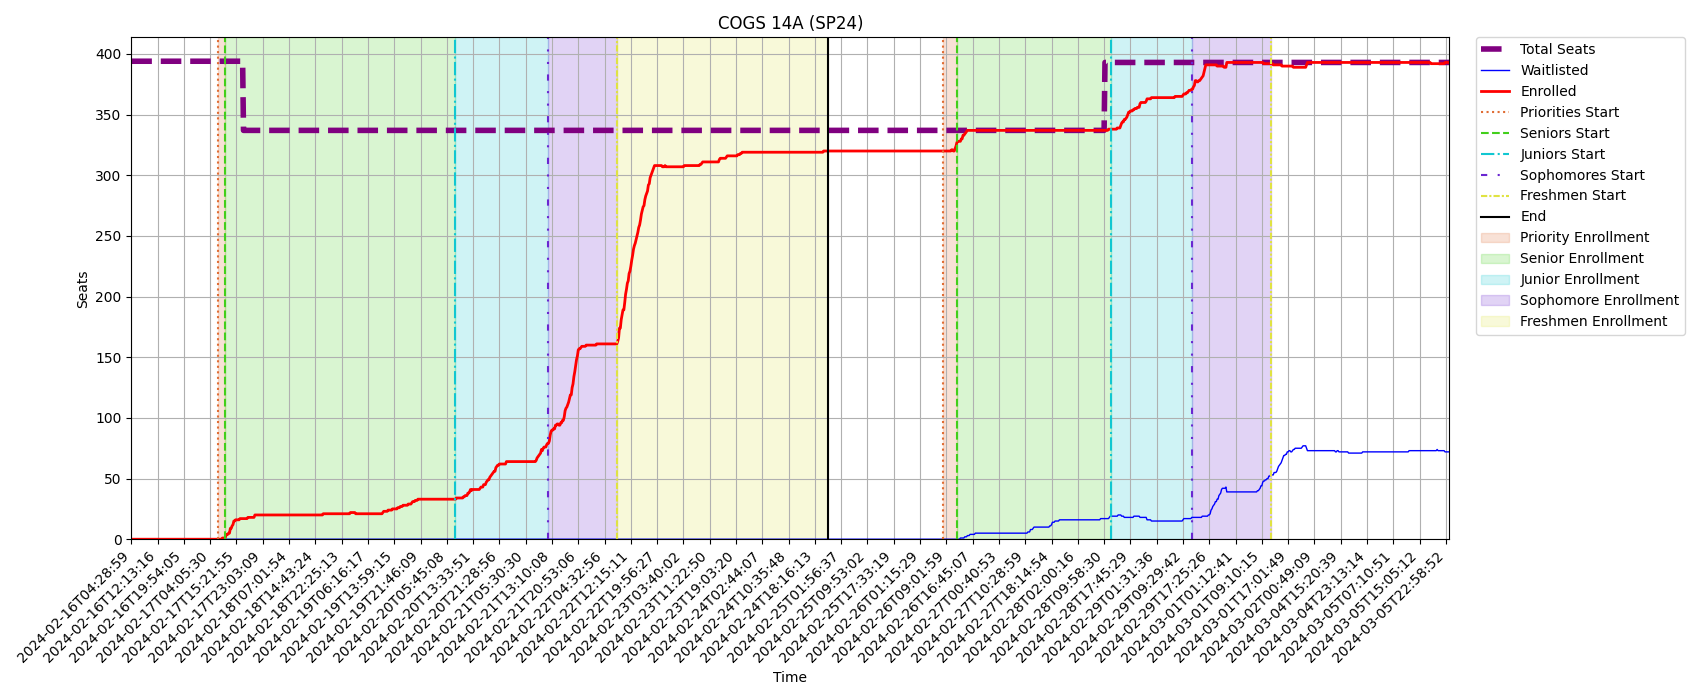 COGS 14A (SP24)
Seats
400
350
300
250
200
150
100
50
0
2024-02-16T04:28:59
2024-02-16T12:13:16
2024-02-16T19:54:05
2024-02-17T04:05:30
2024-02-17T15:21:55
2024-02-17T23:03:09
2024-02-18T07:01:54
2024-02-18T14:43:24
2024-02-18T22:25:13
2024-02-19T06:16:17
2024-02-19T13:59:15
2024-02-19T21:46:09
2024-02-20T05:45:08
2024-02-20T13:33:51
2024-02-20T21:28:56
2024-02-21T05:30:30
2024-02-21T13:10:08
2024-02-21T20:53:06
2024-02-22T04:32:56
2024-02-22T12:15:11
2024-02-22T19:56:27
2024-02-23T03:40:02
2024-02-23T11:22:50
2024-02-23T19:03:20
2024-02-24T02:44:07
2024-02-24T10:35:48
2024-02-24T18:16:13
2024-02-25T01:56:37
2024-02-25T09:53:02
2024-02-25T17:33:19
2024-02-26T01:15:29
2024-02-26T09:01:59
2024-02-26T16:45:07
2024-02-27T00:40:53
2024-02-27T10:28:59
2024-02-27T18:14:54
2024-02-28T02:00:16
2024-02-28T09:58:30
2024-02-28T17:45:29
2024-02-29T01:31:36
2024-02-29T09:29:42
2024-02-29T17:25:26
2024-03-01T01:12:41
2024-03-01T09:10:15
2024-03-01T17:01:49
2024-03-02T00:49:09
2024-03-04T15:20:39
2024-03-04T23:13:14
2024-03-05T07:10:51
2024-03-05T15:05:12
2024-03-05T22:58:52
Time
Total Seats
Waitlisted
Enrolled
Priorities Start
Seniors Start
Juniors Start
Sophomores Start
Freshmen Start
End
Priority Enrollment
Senior Enrollment
Junior Enrollment
Sophomore Enrollment
Freshmen Enrollment